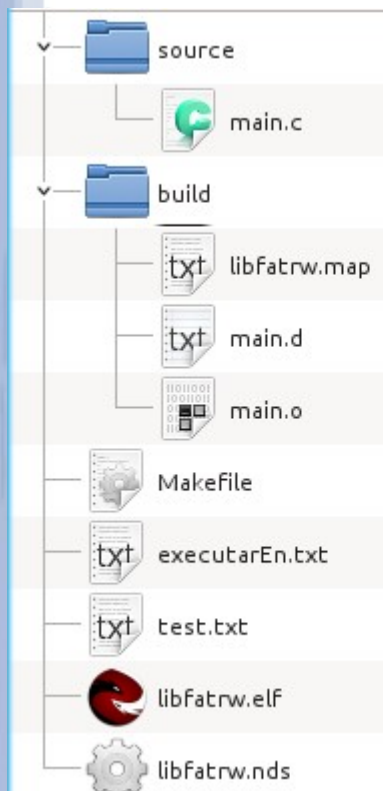 source
main.c
build
txt libfatrw.map
txt main.d
main.o
Makefile
txt executarEn.txt
txt test.txt
libfatrw.elf
libfatrw.nds